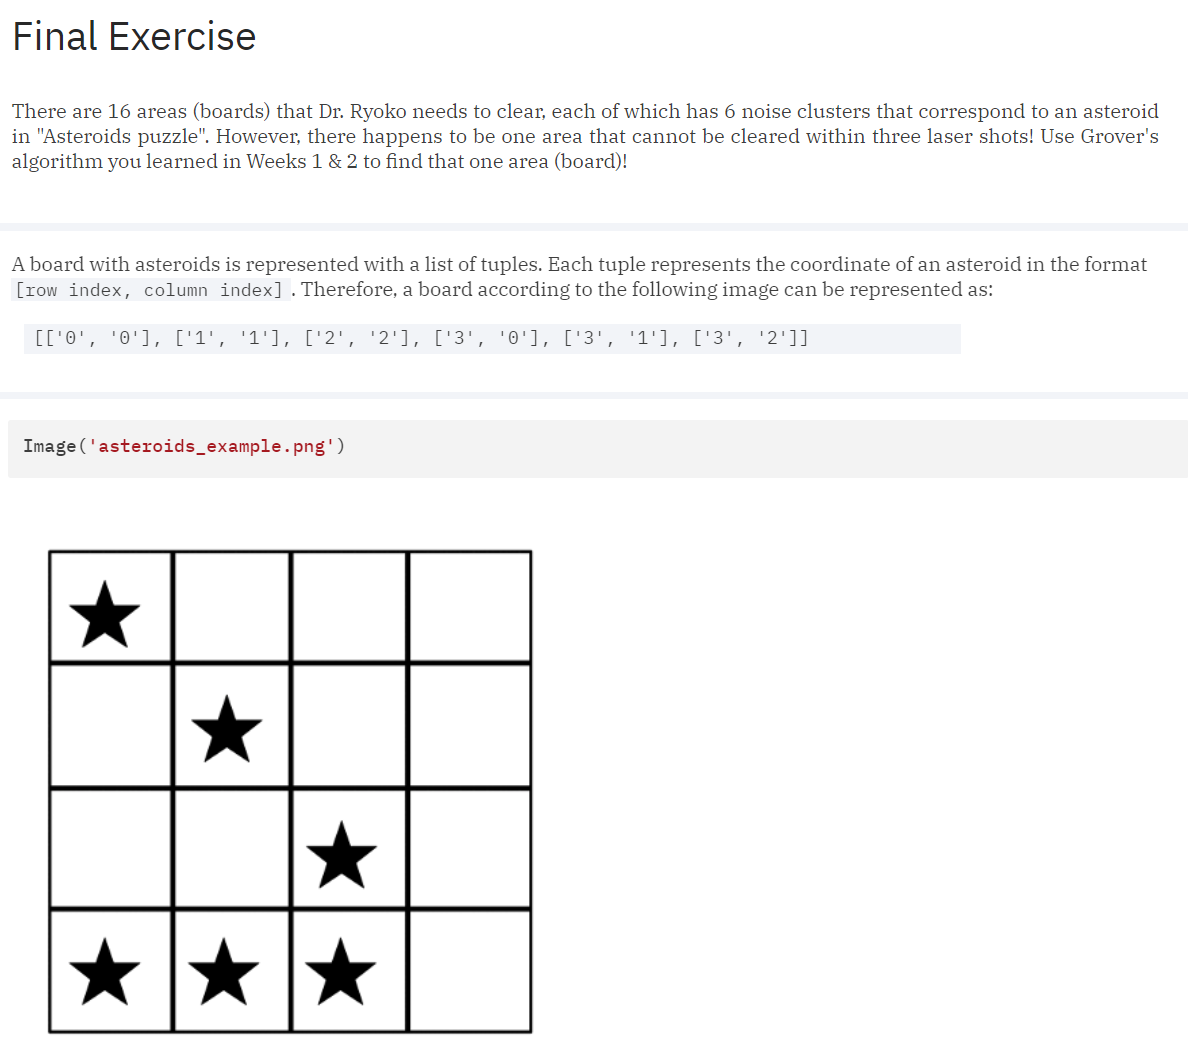 Final Exercise
There are 16 areas (boards) that Dr. Ryoko needs to clear, each of which has 6 noise clusters that correspond to an asteroid
in "Asteroids puzzle". However, there happens to be one area that cannot be cleared within three laser shots! Use Grover's
algorithm you learned in Weeks 1 & 2 to find that one area (board)!
A board with asteroids is represented with a list of tuples. Each tuple represents the coordinate of an asteroid in the format
[row index, column index] . Therefore, a board according to the following image can be represented as:
[['0', '0'], ['1', '1'], ['2', '2'], ['3', '0'], ['3', '1'], ['3', '2']]
Image('asteroids_example.png')